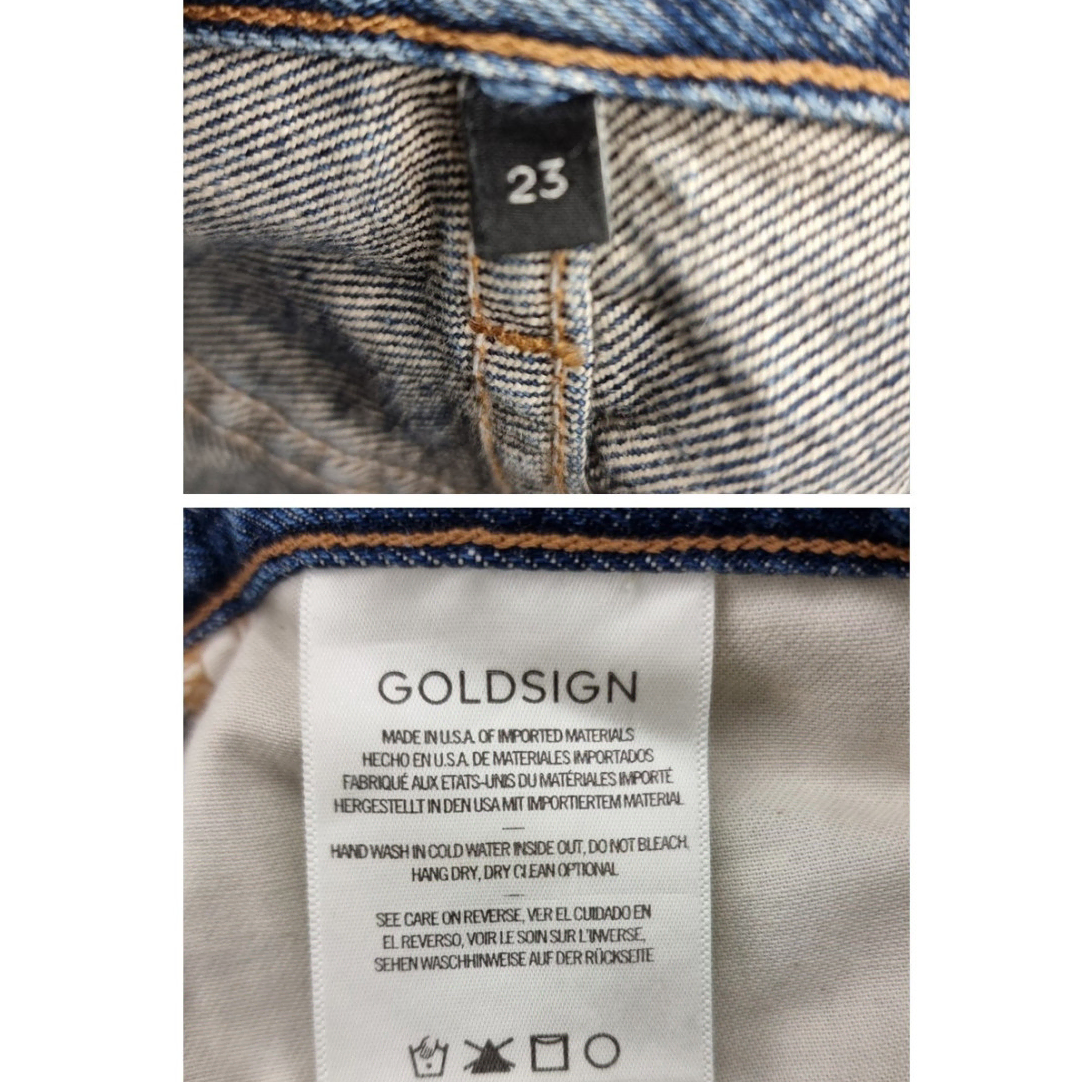 23
GOLDSIGN
MADE IN U.S.A. OF IMPORTED MATERIALS
HECHO EN U.S.A. DE MATERIALES IMPORTADOS
FABRIQUÉ AUX ETATS-UNIS DU MATÉRIALES IMPORTÉ
HERGESTELLT IN DEN USA MIT IMPORTIERTEM MATERIAL
HAND WASH IN COLD WATER INSIDE OUT, DO NOT BLEACH,
HANG DRY, DRY CLEAN OPTIONAL
SEE CARE ON REVERSE, VER EL CUIDADO EN
EL REVERSO, VOIR LE SOIN SUR L'INVERSE,
SEHEN WASCHHINWEISE AUF DER RÜCKSEITE